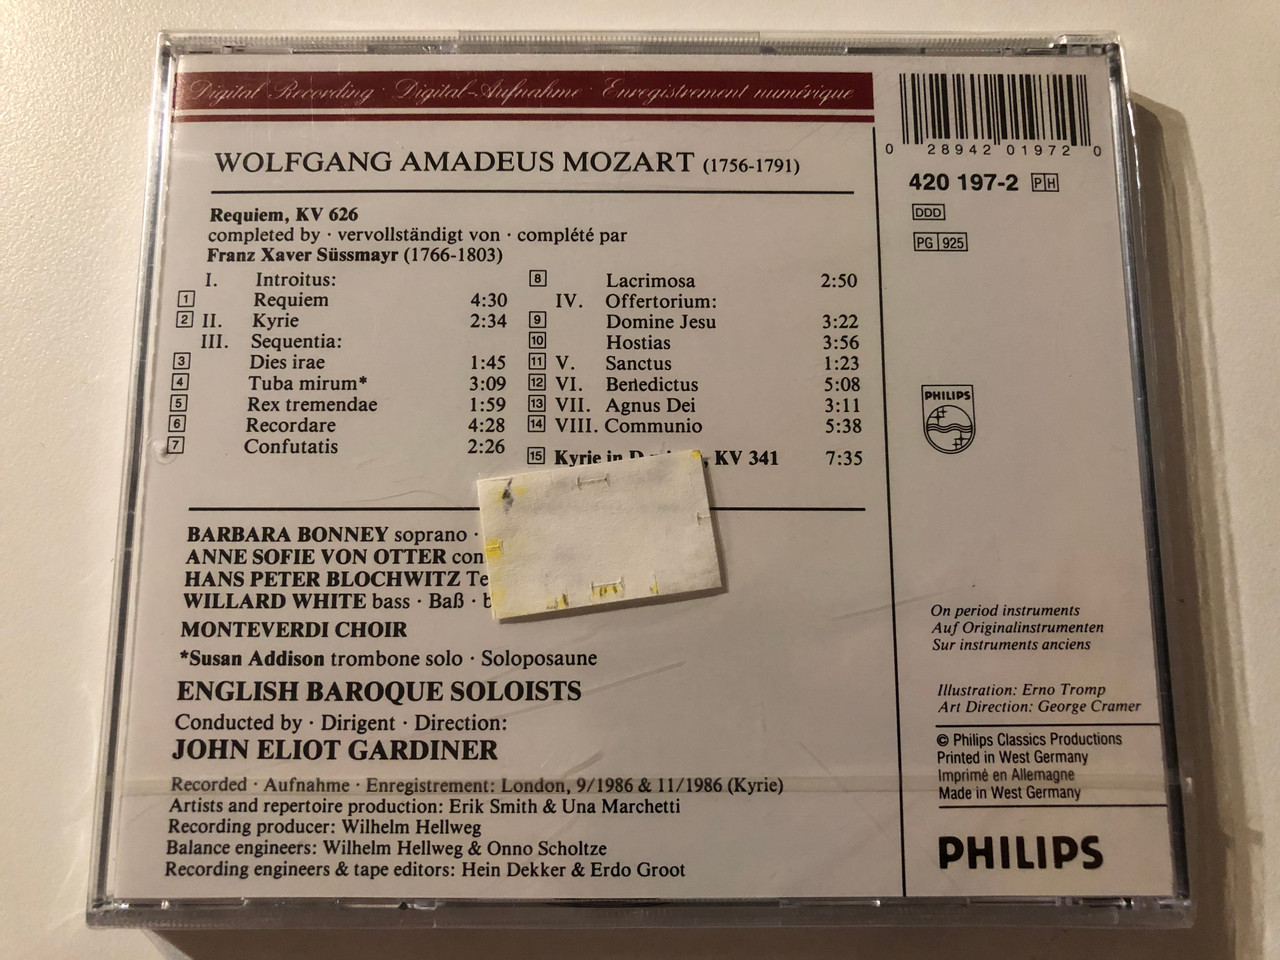 Digital Recording · Digital-Aufnahme · Enregistrement numérique
WOLFGANG AMADEUS MOZART (1756-1791)
Requiem, KV 626
completed by · vervollständigt von · complété par
Franz Xaver Süssmayr (1766-1803)
I. Introitus:
1 Requiem 4:30
2 II. Kyrie 2:34
III. Sequentia:
3 Dies irae 1:45
4 Tuba mirum* 3:09
5 Rex tremendae 1:59
6 Recordare 4:28
7 Confutatis 2:26
8 Lacrimosa 2:50
IV. Offertorium:
9 Domine Jesu 3:22
10 Hostias 3:56
11 V. Sanctus 1:23
12 VI. Benedictus 5:08
13 VII. Agnus Dei 3:11
14 VIII. Communio 5:38
15 Kyrie in D , KV 341 7:35
BARBARA BONNEY soprano ·
ANNE SOFIE VON OTTER con
HANS PETER BLOCHWITZ Te
WILLARD WHITE bass · Baß · b
MONTEVERDI CHOIR
*Susan Addison trombone solo · Soloposaune
ENGLISH BAROQUE SOLOISTS
Conducted by · Dirigent · Direction:
JOHN ELIOT GARDINER
Recorded · Aufnahme · Enregistrement: London, 9/1986 & 11/1986 (Kyrie)
Artists and repertoire production: Erik Smith & Una Marchetti
Recording producer: Wilhelm Hellweg
Balance engineers: Wilhelm Hellweg & Onno Scholtze
Recording engineers & tape editors: Hein Dekker & Erdo Groot
0 28942 01972 0
420 197-2 PH
DDD
PG 925
PHILIPS
On period instruments
Auf Originalinstrumenten
Sur instruments anciens
Illustration: Erno Tromp
Art Direction: George Cramer
© Philips Classics Productions
Printed in West Germany
Imprimé en Allemagne
Made in West Germany
PHILIPS